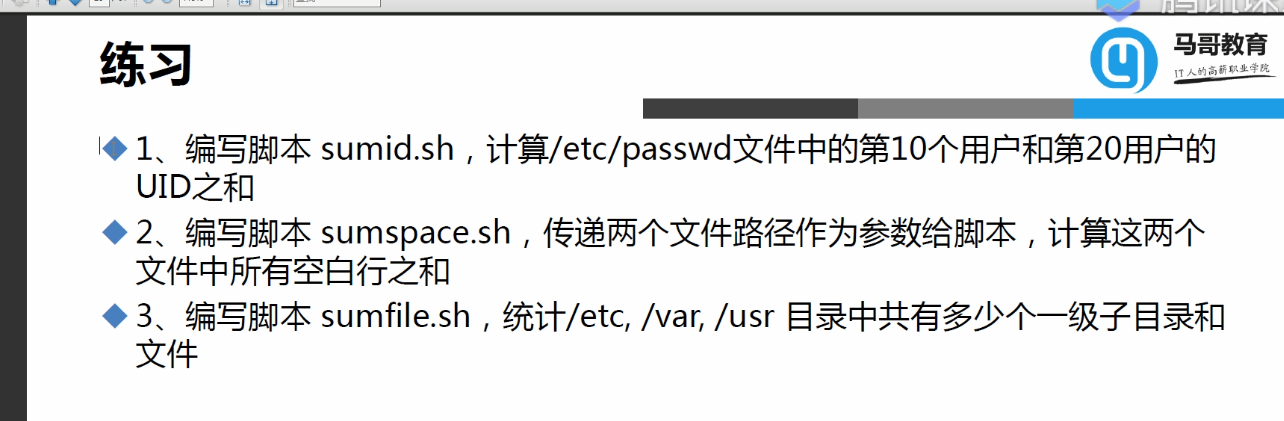 练习
马哥教育
IT人的高薪职业学院
1、编写脚本 sumid.sh，计算/etc/passwd文件中的第10个用户和第20用户的
UID之和
2、编写脚本 sumspace.sh，传递两个文件路径作为参数给脚本，计算这两个
文件中所有空白行之和
3、编写脚本 sumfile.sh，统计/etc, /var, /usr 目录中共有多少个一级子目录和
文件